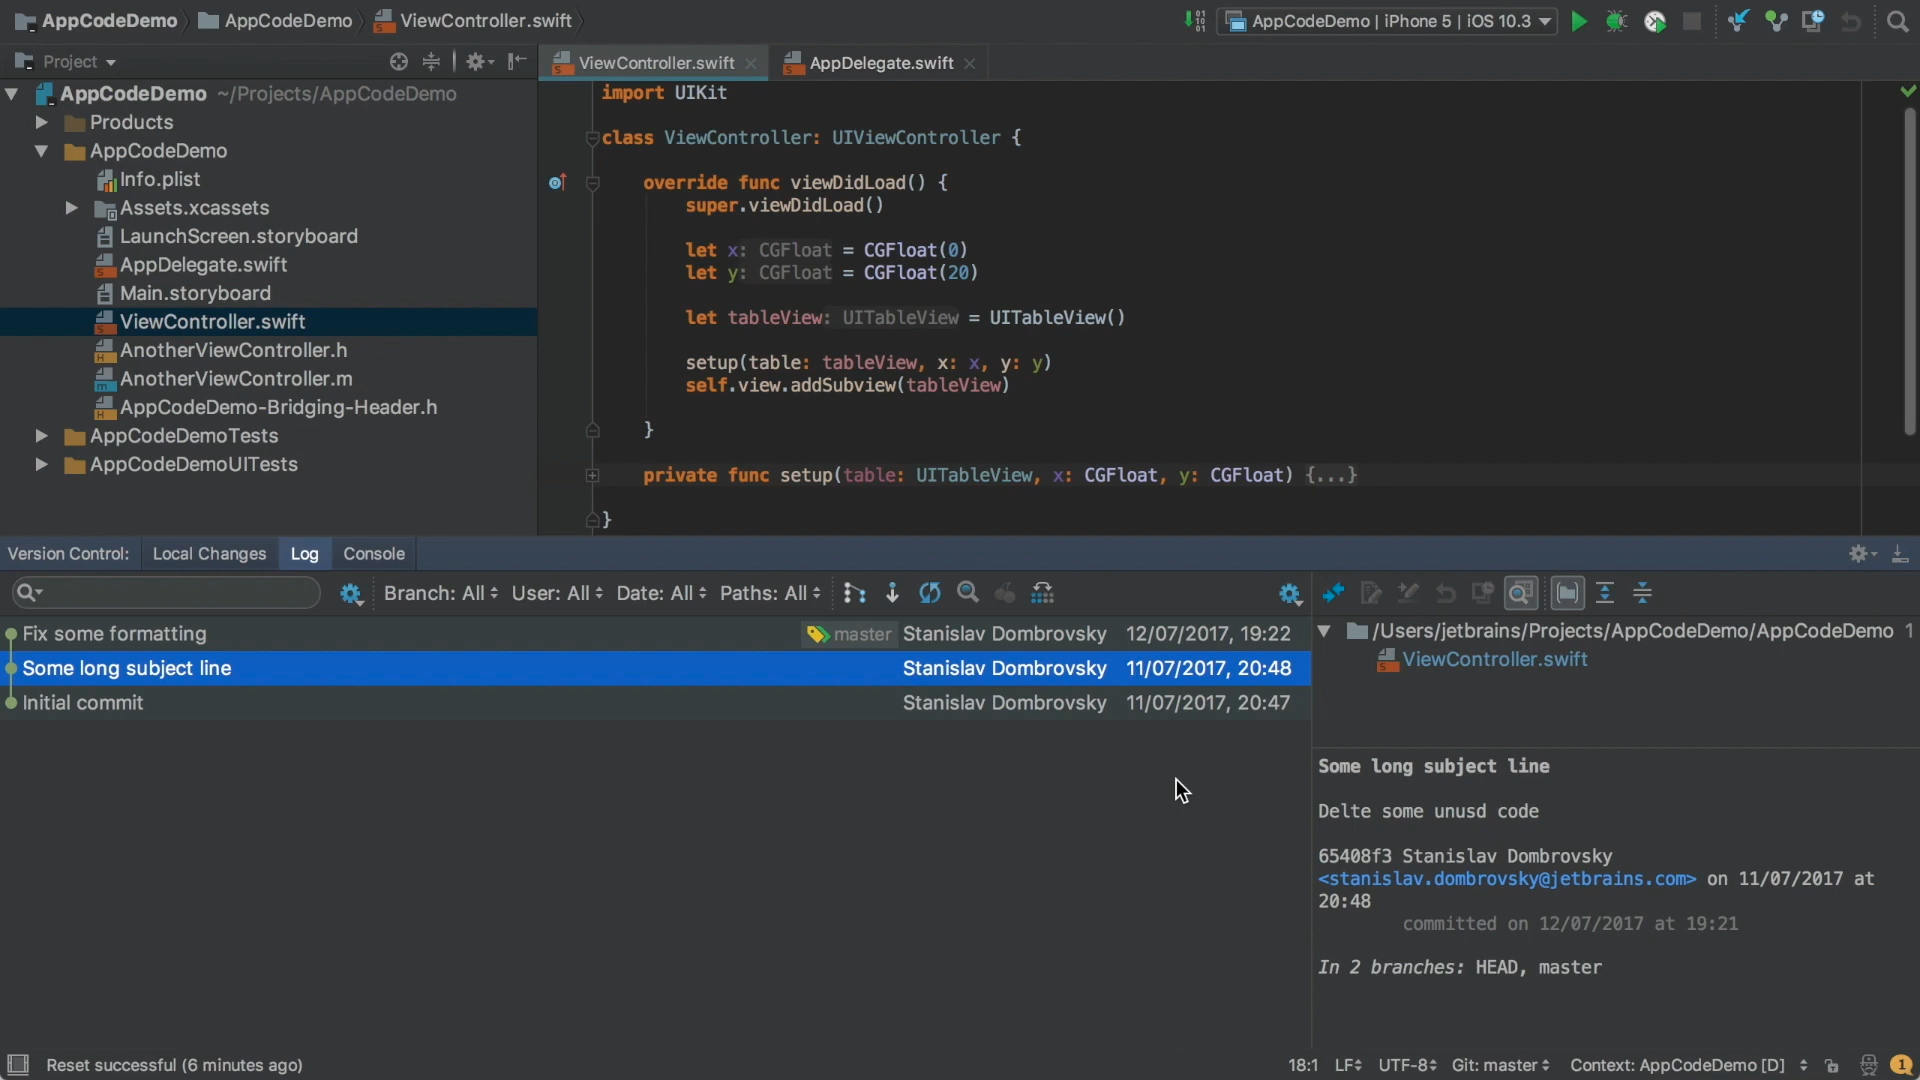 AppCodeDemo AppCodeDemo ViewController.swift
AppCodeDemo | iPhone 5 | iOS 10.3
Project
ViewController.swift AppDelegate.swift
AppCodeDemo ~/Projects/AppCodeDemo
Products
AppCodeDemo
Info.plist
Assets.xcassets
LaunchScreen.storyboard
AppDelegate.swift
Main.storyboard
ViewController.swift
AnotherViewController.h
AnotherViewController.m
AppCodeDemo-Bridging-Header.h
AppCodeDemoTests
AppCodeDemoUITests
import UIKit
class ViewController: UIViewController {
override func viewDidLoad() {
super.viewDidLoad()
let x: CGFloat = CGFloat(0)
let y: CGFloat = CGFloat(20)
let tableView: UITableView = UITableView()
setup(table: tableView, x: x, y: y)
self.view.addSubview(tableView)
}
private func setup(table: UITableView, x: CGFloat, y: CGFloat) {...}
}
Version Control: Local Changes Log Console
Branch: All User: All Date: All Paths: All
Fix some formatting master Stanislav Dombrovsky 12/07/2017, 19:22
Some long subject line Stanislav Dombrovsky 11/07/2017, 20:48
Initial commit Stanislav Dombrovsky 11/07/2017, 20:47
/Users/jetbrains/Projects/AppCodeDemo/AppCodeDemo 1
ViewController.swift
Some long subject line
Delte some unusd code
65408f3 Stanislav Dombrovsky
<stanislav.dombrovsky@jetbrains.com> on 11/07/2017 at
20:48
committed on 12/07/2017 at 19:21
In 2 branches: HEAD, master
Reset successful (6 minutes ago)
18:1 LF UTF-8 Git: master Context: AppCodeDemo [D] 1